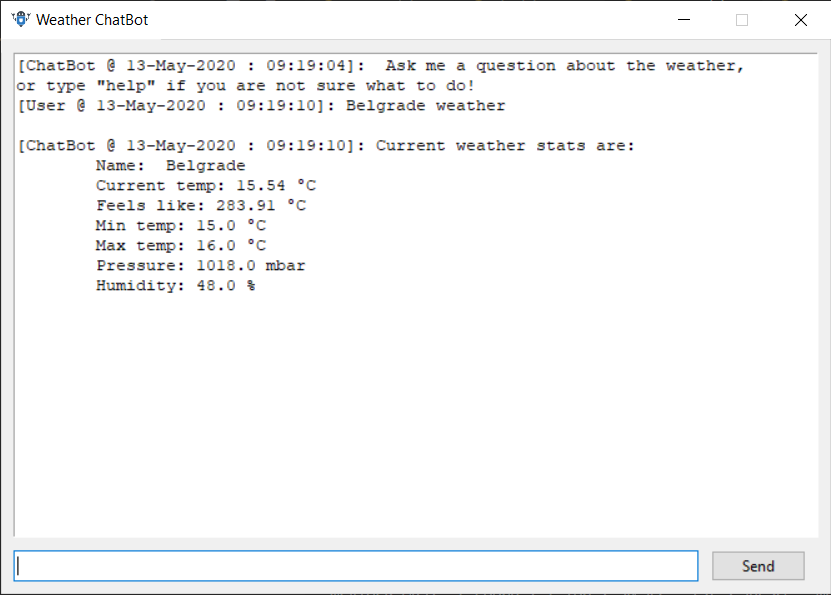 Weather ChatBot
[ChatBot @ 13-May-2020 : 09:19:04]:  Ask me a question about the weather,
or type "help" if you are not sure what to do!
[User @ 13-May-2020 : 09:19:10]: Belgrade weather
[ChatBot @ 13-May-2020 : 09:19:10]: Current weather stats are:
Name:  Belgrade
Current temp: 15.54 °C
Feels like: 283.91 °C
Min temp: 15.0 °C
Max temp: 16.0 °C
Pressure: 1018.0 mbar
Humidity: 48.0 %
Send